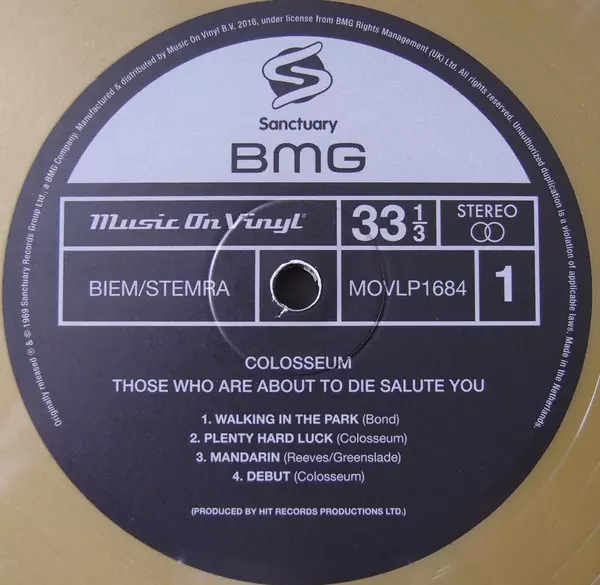 Originally released ℗ & © 1969 Sanctuary Records Group Ltd., a BMG Company. Manufactured & distributed by Music On Vinyl B.V. 2016, under license from BMG Rights Management (UK) Ltd. All rights reserved. Unauthorized duplication is a violation of applicable laws. Made in the Netherlands.
S
Sanctuary
BMG
Music On Vinyl®
33 1/3
STEREO
BIEM/STEMRA
MOVLP1684
1
COLOSSEUM
THOSE WHO ARE ABOUT TO DIE SALUTE YOU
1. WALKING IN THE PARK (Bond)
2. PLENTY HARD LUCK (Colosseum)
3. MANDARIN (Reeves/Greenslade)
4. DEBUT (Colosseum)
(PRODUCED BY HIT RECORDS PRODUCTIONS LTD.)